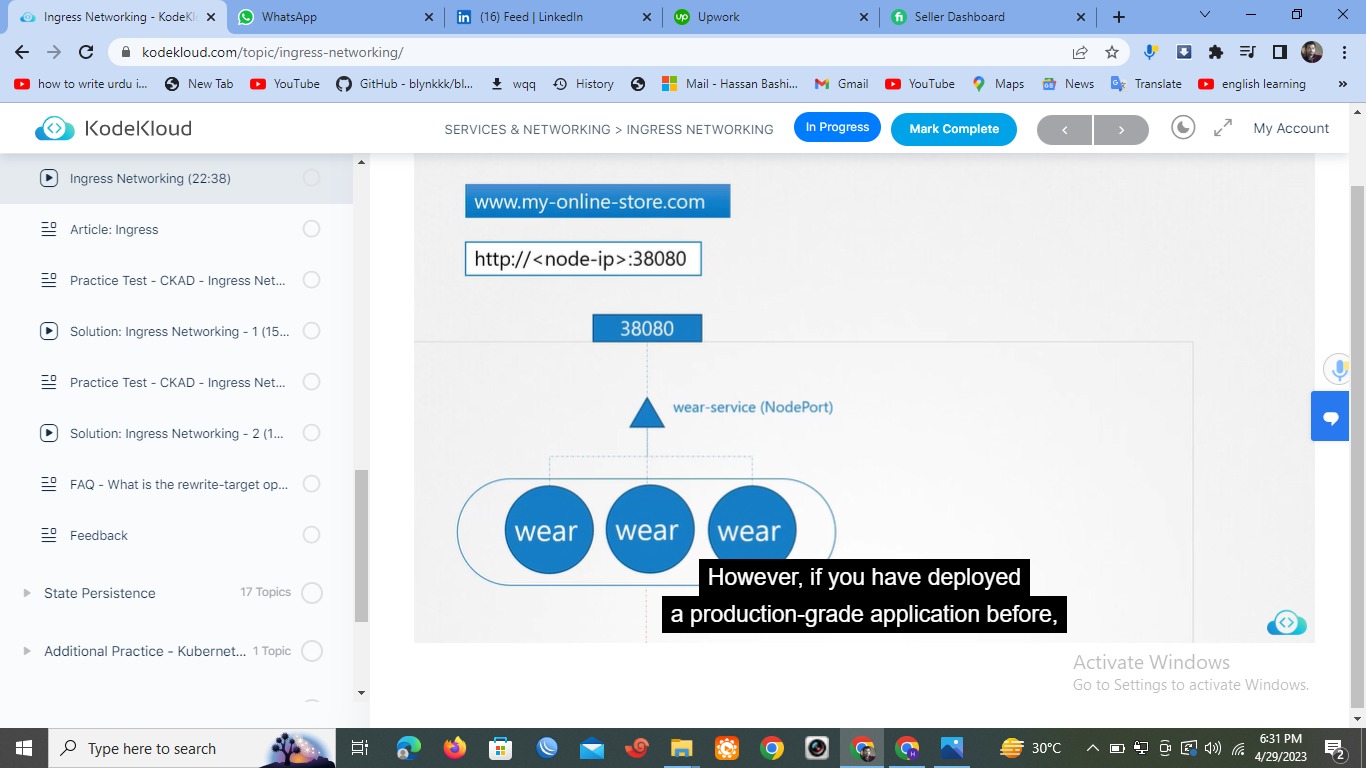 Ingress Networking - KodeKl
WhatsApp
(16) Feed | LinkedIn
Upwork
Seller Dashboard
kodekloud.com/topic/ingress-networking/
how to write urdu i...
New Tab
YouTube
GitHub - blynkkk/bl...
wqq
History
Mail - Hassan Bashi...
Gmail
YouTube
Maps
News
Translate
english learning
»
KodeKloud
SERVICES & NETWORKING > INGRESS NETWORKING
In Progress
Mark Complete
<
>
My Account
Ingress Networking (22:38)
Article: Ingress
Practice Test - CKAD - Ingress Net...
Solution: Ingress Networking - 1 (15...
Practice Test - CKAD - Ingress Net...
Solution: Ingress Networking - 2 (1...
FAQ - What is the rewrite-target op...
Feedback
State Persistence
17 Topics
Additional Practice - Kubernet...
1 Topic
www.my-online-store.com
http://<node-ip>:38080
38080
wear-service (NodePort)
wear
wear
wear
However, if you have deployed
a production-grade application before,
Activate Windows
Go to Settings to activate Windows.
Type here to search
30°C
6:31 PM
4/29/2023
2